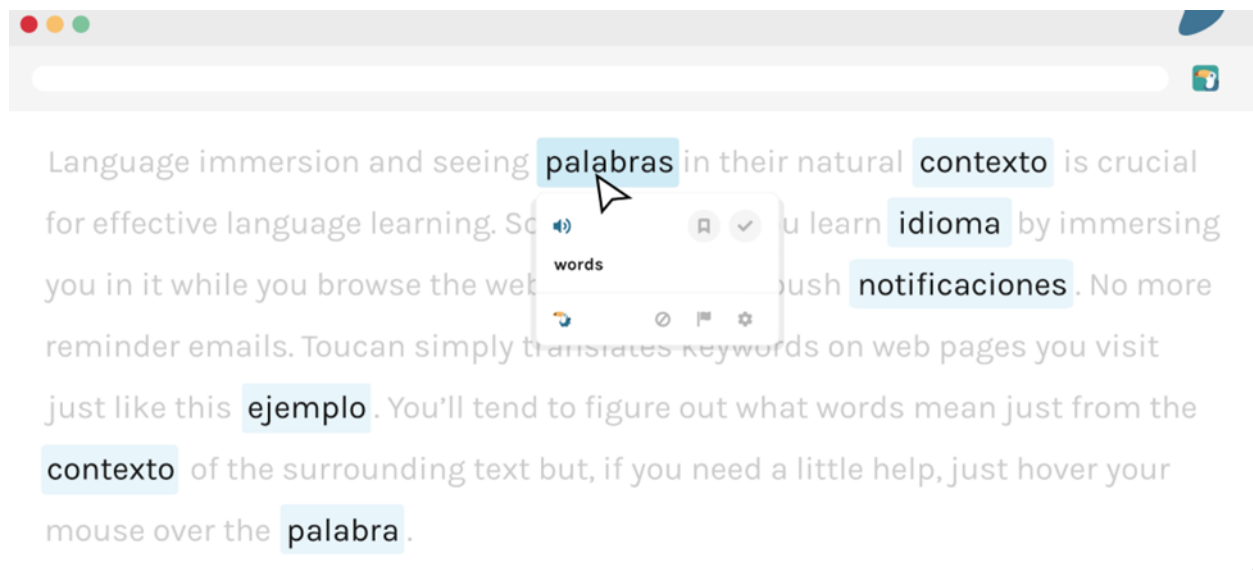 Language immersion and seeing palabras in their natural contexto is crucial
for effective language learning. So u learn idioma by immersing
words
you in it while you browse the web push notificaciones. No more
reminder emails. Toucan simply translates keywords on web pages you visit
just like this ejemplo. You'll tend to figure out what words mean just from the
contexto of the surrounding text but, if you need a little help, just hover your
mouse over the palabra.